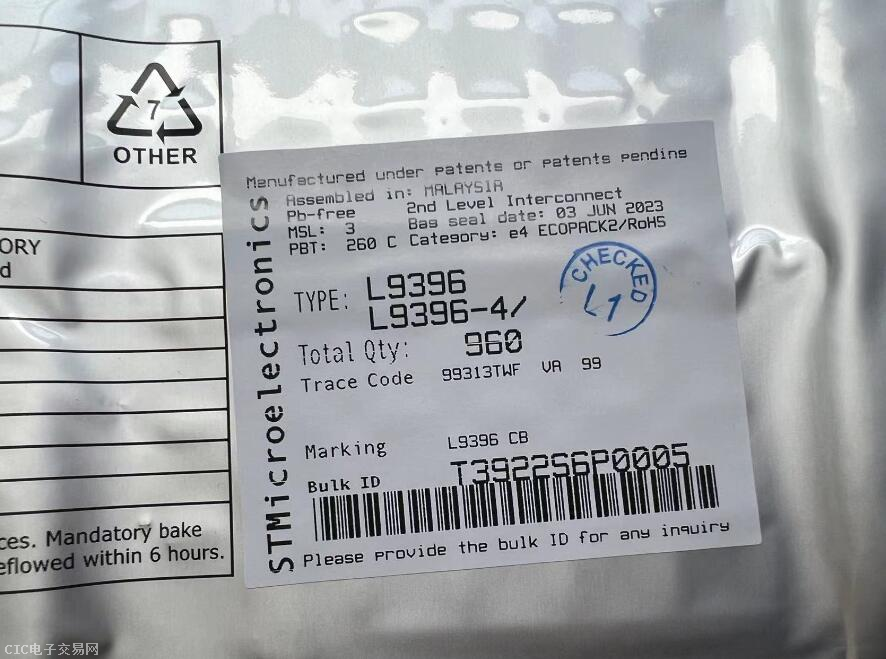 7
OTHER
ORY
d
ces. Mandatory bake
eflowed within 6 hours.
STMicroelectronics
Manufactured under patents or patents pending
Assembled in: MALAYSIA
Pb-free 2nd Level Interconnect
MSL: 3 Bag seal date: 03 JUN 2023
PBT: 260 C Category: e4 ECOPACK2/RoHS
TYPE: L9396
L9396-4/
CHECKED
L1
Total Qty: 960
Trace Code 99313TWF VA 99
Marking L9396 CB
Bulk ID T3922S6P0005
Please provide the bulk ID for any inquiry
CIC电子交易网